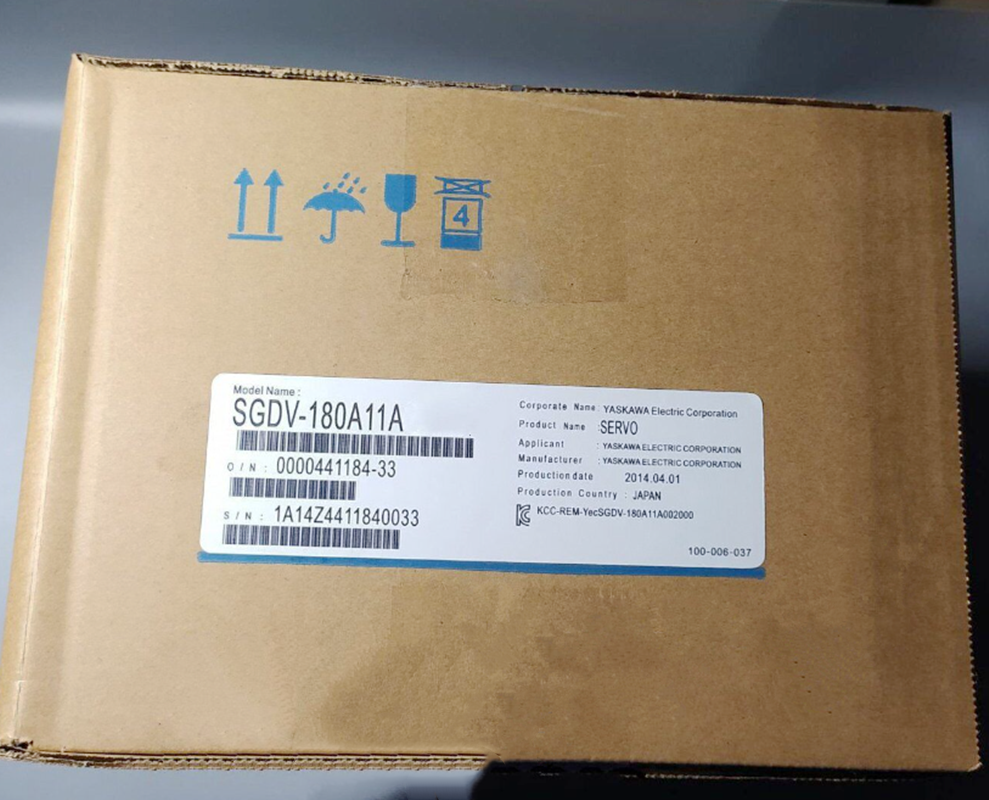 4
Model Name :
SGDV-180A11A
O / N : 0000441184-33
S / N : 1A14Z4411840033
Corporate Name : YASKAWA Electric Corporation
Product Name : SERVO
Applicant : YASKAWA ELECTRIC CORPORATION
Manufacturer : YASKAWA ELECTRIC CORPORATION
Production date 2014.04.01
Production Country : JAPAN
KCC-REM-YecSGDV-180A11A002000
100-006-037